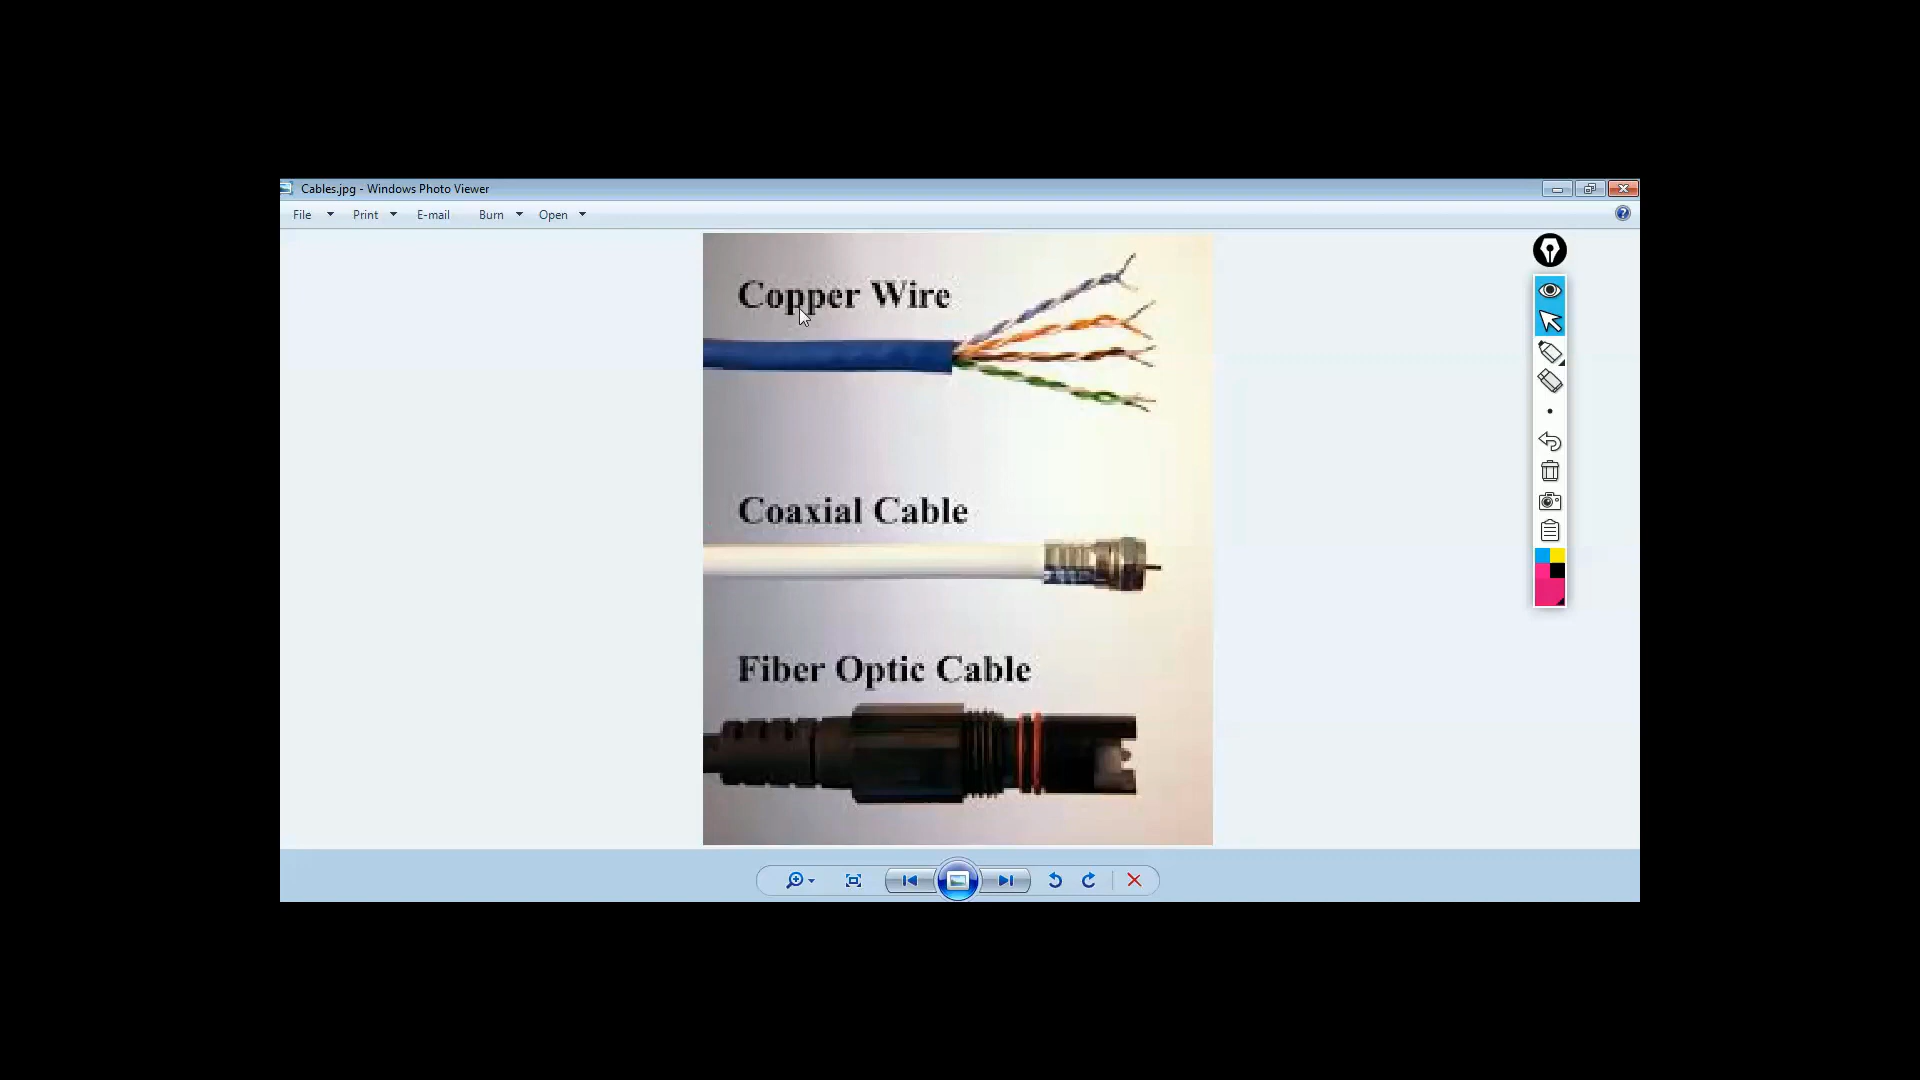 Cables.jpg - Windows Photo Viewer
File Print E-mail Burn Open
Copper Wire
Coaxial Cable
Fiber Optic Cable